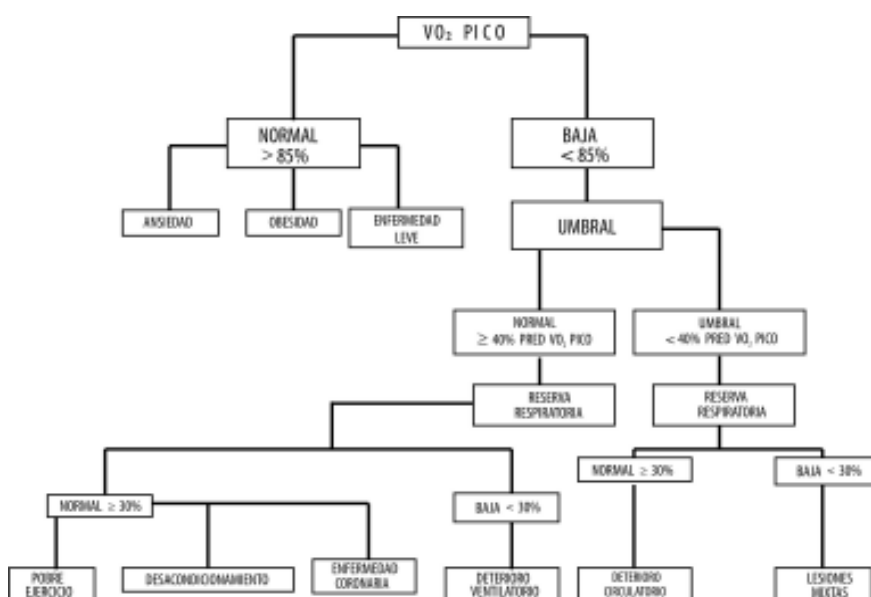 VO₂ PICO
NORMAL
> 85%
BAJA
< 85%
ANSIEDAD
OBESIDAD
ENFERMEDAD
LEVE
UMBRAL
NORMAL
≥ 40% PRED VO, PICO
UMBRAL
< 40% PRED VO, PICO
RESERVA
RESPIRATORIA
RESERVA
RESPIRATORIA
NORMAL ≥ 30%
BAJA < 30%
NORMAL ≥ 30%
BAJA < 30%
POBRE
EJERCICIO
DESACONDICIONAMIENTO
ENFERMEDAD
CORONARIA
DETERIORO
VENTILATORIO
DETERIORO
CIRCULATORIO
LESIONES
MIXTAS